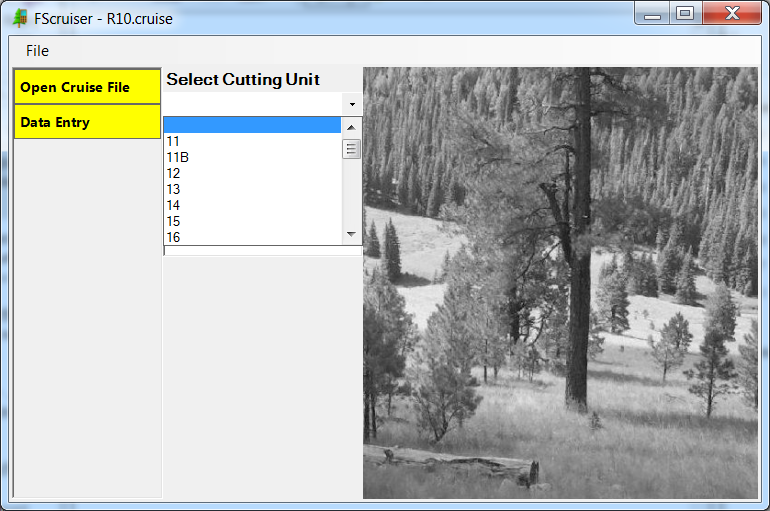 FScruiser - R10.cruise
File
Open Cruise File
Data Entry
Select Cutting Unit
11
11B
12
13
14
15
16